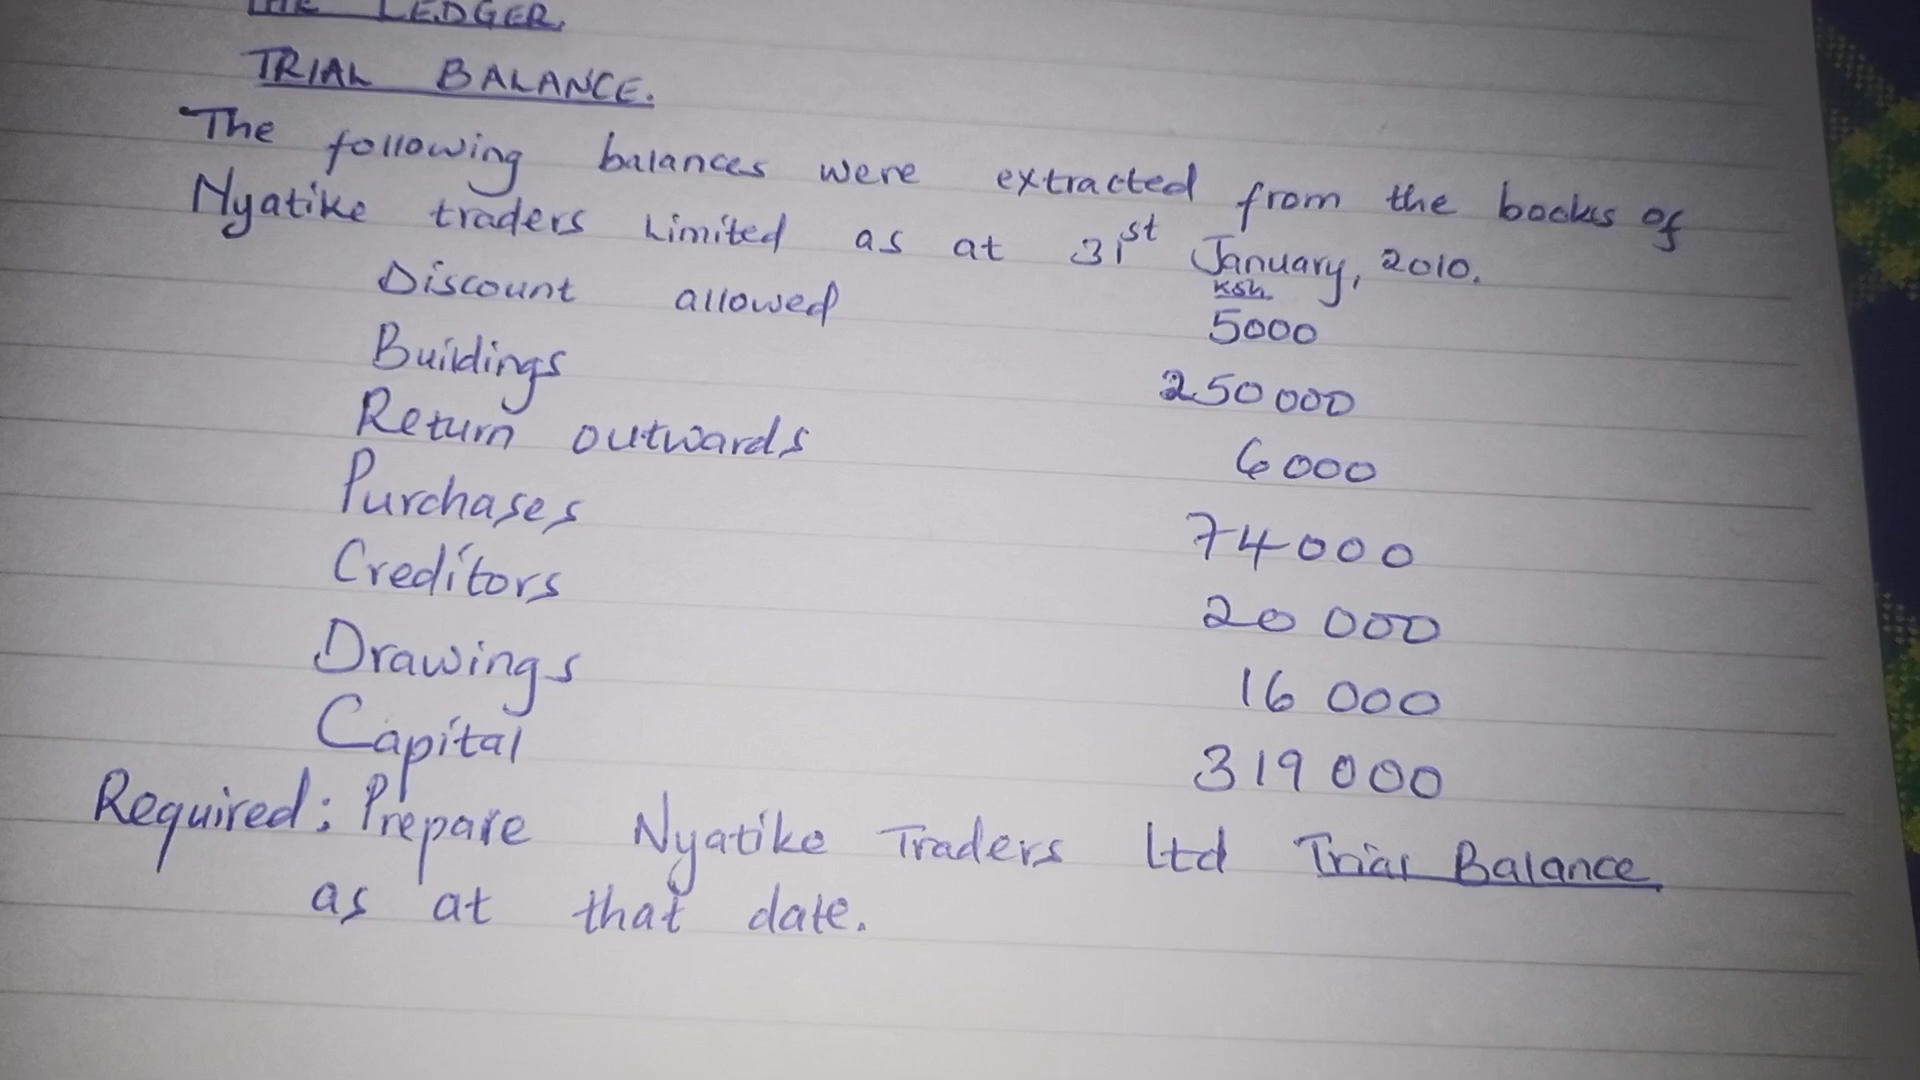 THE LEDGER.
TRIAL BALANCE.
The following balances were extracted from the books of
Nyatike traders Limited as at 31st January, 2010.
Ksh.
Discount allowed 5000
Buildings 250 000
Return outwards 6000
Purchases 74000
Creditors 20 000
Drawings 16 000
Capital 319 000
Required: Prepare Nyatike Traders Ltd Trial Balance
as at that date.